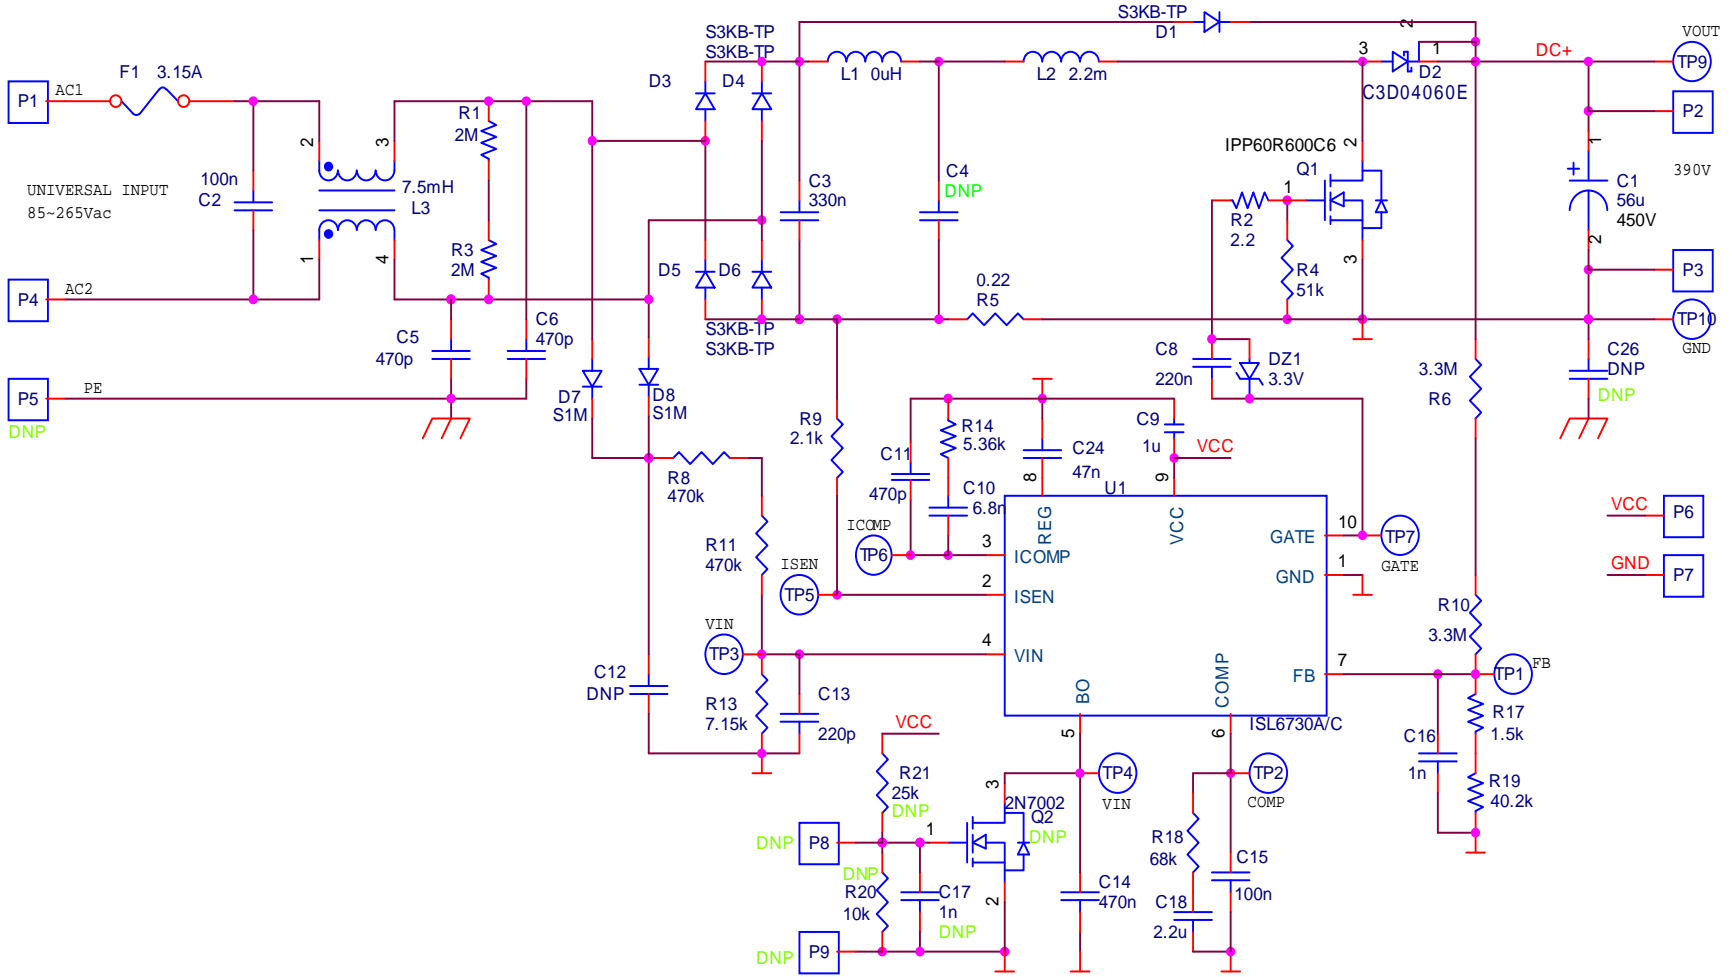 S3KB-TP
S3KB-TP
D3
D4
S3KB-TP
D1
2
VOUT
TP9
F1 3.15A
P1
AC1
L1 0uH
L2 2.2m
3
1
D2
C3D04060E
DC+
P2
R1
2M
2
3
UNIVERSAL INPUT
85~265Vac
100n
C2
7.5mH
L3
1
4
R3
2M
C3
330n
C4
DNP
IPP60R600C6
2
Q1
1
R2
2.2
3
R4
51k
1
+
C1
56u
450V
2
390V
P4
AC2
D5
D6
S3KB-TP
S3KB-TP
0.22
R5
P3
TP10
GND
C5
470p
C6
470p
P5
PE
DNP
D7
S1M
D8
S1M
C8
220n
DZ1
3.3V
3.3M
R6
C26
DNP
DNP
R9
2.1k
R14
5.36k
C11
470p
C10
6.8n
C24
47n
C9
1u
VCC
R8
470k
8
U1
9
REG
VCC
ICOMP
TP6
3
ICOMP
GATE
10
TP7
GATE
VCC
P6
R11
470k
ISEN
TP5
2
ISEN
GND
1
GND
P7
R10
3.3M
VIN
TP3
4
VIN
BO
COMP
FB
7
TP1
FB
C12
DNP
R13
7.15k
C13
220p
VCC
5
6
ISL6730A/C
R17
1.5k
C16
1n
R19
40.2k
R21
25k
DNP
3
2N7002
Q2
DNP
TP4
VIN
TP2
COMP
DNP
P8
1
DNP
R20
10k
C17
1n
DNP
2
C14
470n
R18
68k
C15
100n
C18
2.2u
DNP
P9